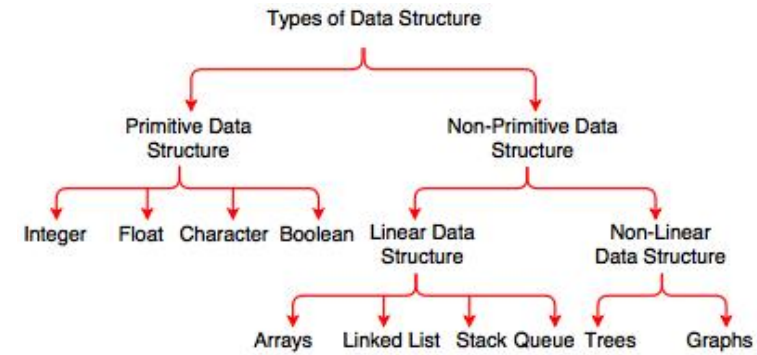 Types of Data Structure
Primitive Data
Structure
Non-Primitive Data
Structure
Integer
Float
Character
Boolean
Linear Data
Structure
Non-Linear
Data Structure
Arrays
Linked List
Stack
Queue
Trees
Graphs